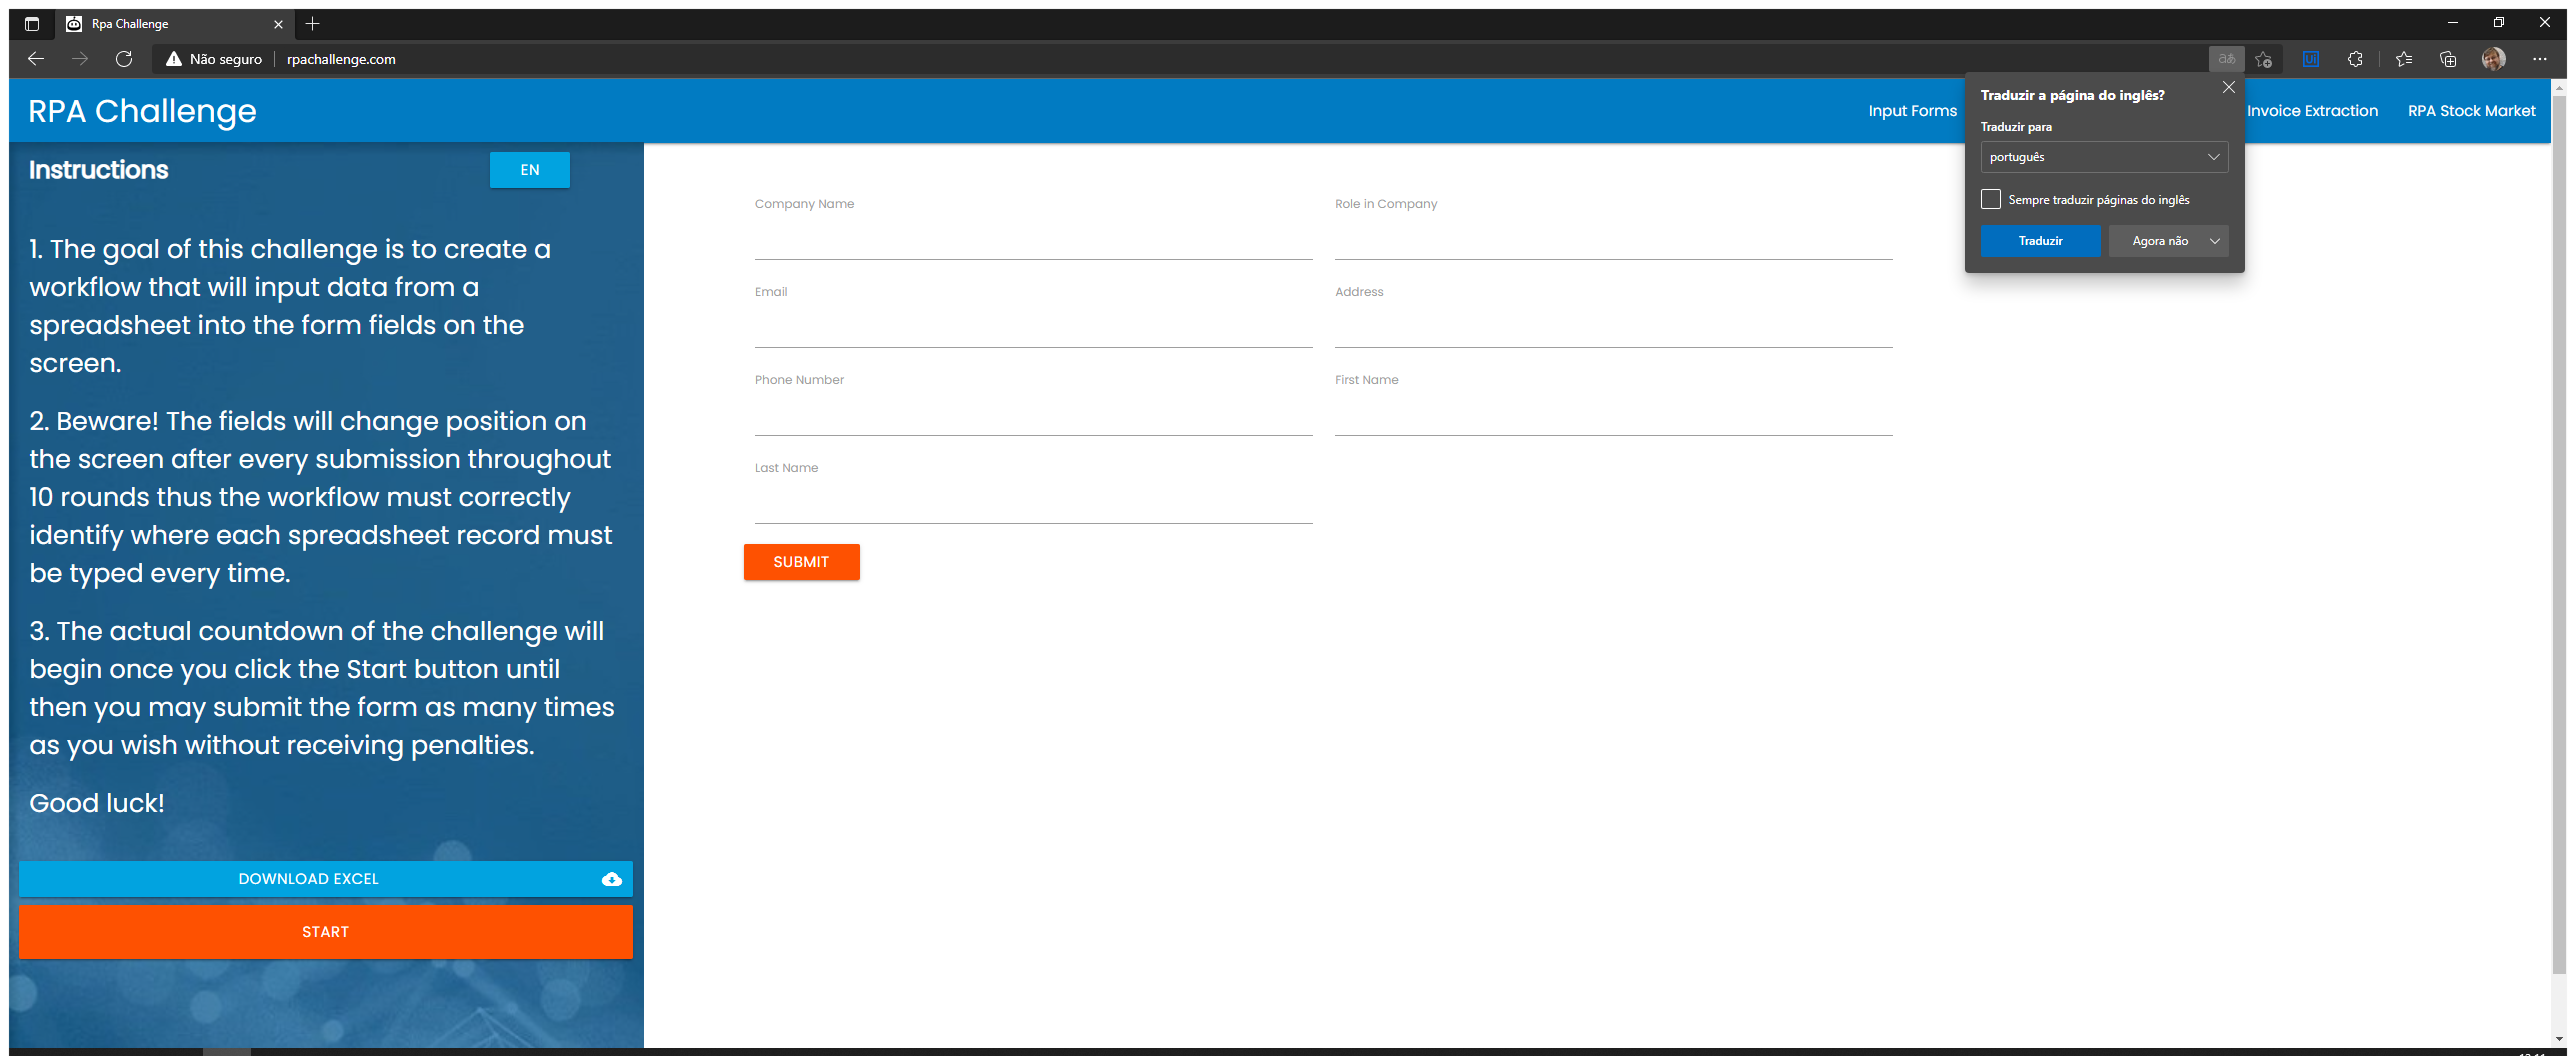 Rpa Challenge
Não seguro
rpachallenge.com
aあ
RPA Challenge
Input Forms
Invoice Extraction
RPA Stock Market
Traduzir a página do inglês?
Traduzir para
português
Sempre traduzir páginas do inglês
Traduzir
Agora não
Instructions
EN
1. The goal of this challenge is to create a
workflow that will input data from a
spreadsheet into the form fields on the
screen.
2. Beware! The fields will change position on
the screen after every submission throughout
10 rounds thus the workflow must correctly
identify where each spreadsheet record must
be typed every time.
3. The actual countdown of the challenge will
begin once you click the Start button until
then you may submit the form as many times
as you wish without receiving penalties.
Good luck!
DOWNLOAD EXCEL
START
Company Name
Role in Company
Email
Address
Phone Number
First Name
Last Name
SUBMIT